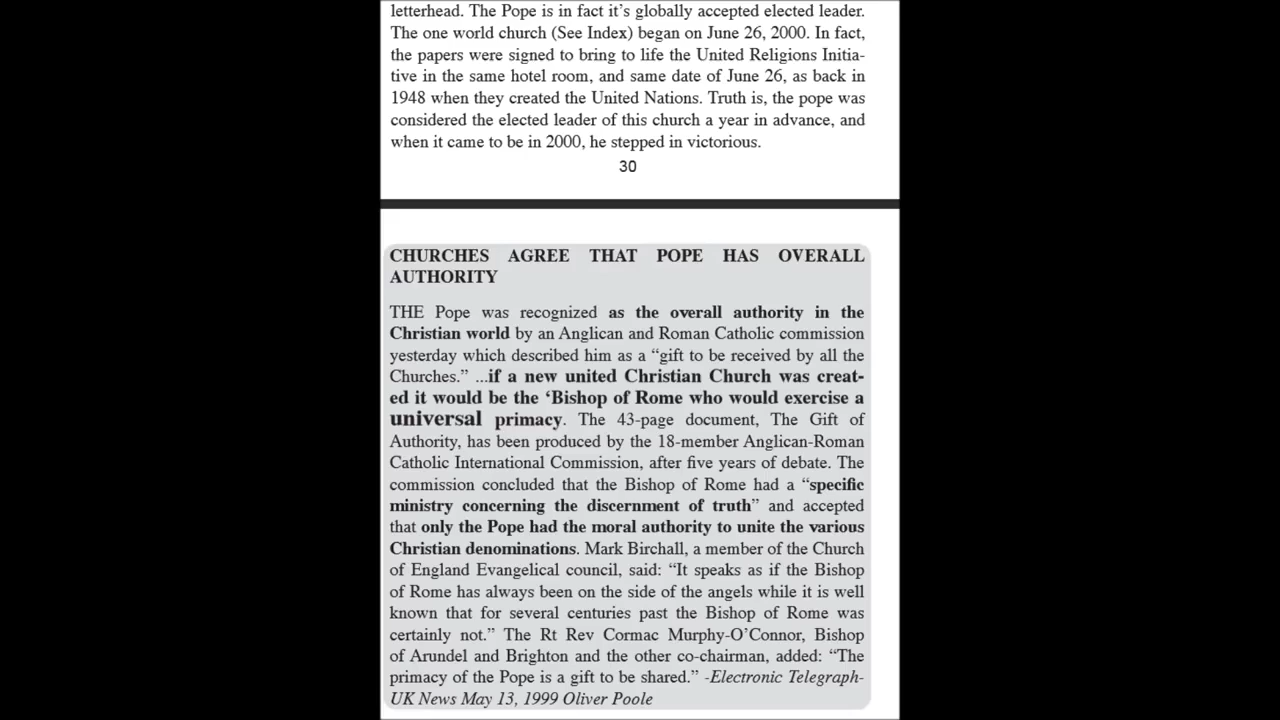 letterhead. The Pope is in fact it's globally accepted elected leader.
The one world church (See Index) began on June 26, 2000. In fact,
the papers were signed to bring to life the United Religions Initia-
tive in the same hotel room, and same date of June 26, as back in
1948 when they created the United Nations. Truth is, the pope was
considered the elected leader of this church a year in advance, and
when it came to be in 2000, he stepped in victorious.
30
CHURCHES AGREE THAT POPE HAS OVERALL
AUTHORITY
THE Pope was recognized as the overall authority in the
Christian world by an Anglican and Roman Catholic commission
yesterday which described him as a “gift to be received by all the
Churches.” ...if a new united Christian Church was creat-
ed it would be the ‘Bishop of Rome who would exercise a
universal primacy. The 43-page document, The Gift of
Authority, has been produced by the 18-member Anglican-Roman
Catholic International Commission, after five years of debate. The
commission concluded that the Bishop of Rome had a “specific
ministry concerning the discernment of truth” and accepted
that only the Pope had the moral authority to unite the various
Christian denominations. Mark Birchall, a member of the Church
of England Evangelical council, said: “It speaks as if the Bishop
of Rome has always been on the side of the angels while it is well
known that for several centuries past the Bishop of Rome was
certainly not.” The Rt Rev Cormac Murphy-O’Connor, Bishop
of Arundel and Brighton and the other co-chairman, added: “The
primacy of the Pope is a gift to be shared.” -Electronic Telegraph-
UK News May 13, 1999 Oliver Poole